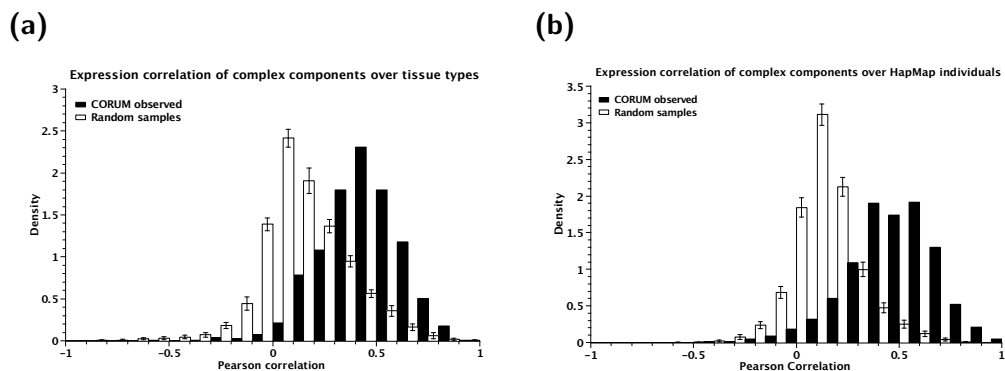 (a)
Expression correlation of complex components over tissue types
3
2.5
2
1.5
1
0.5
0
Density
CORUM observed
Random samples
-1
-0.5
0
0.5
1
Pearson correlation
(b)
Expression correlation of complex components over HapMap individuals
3.5
3
2.5
2
1.5
1
0.5
0
Density
CORUM observed
Random samples
-1
-0.5
0
0.5
1
Pearson Correlation